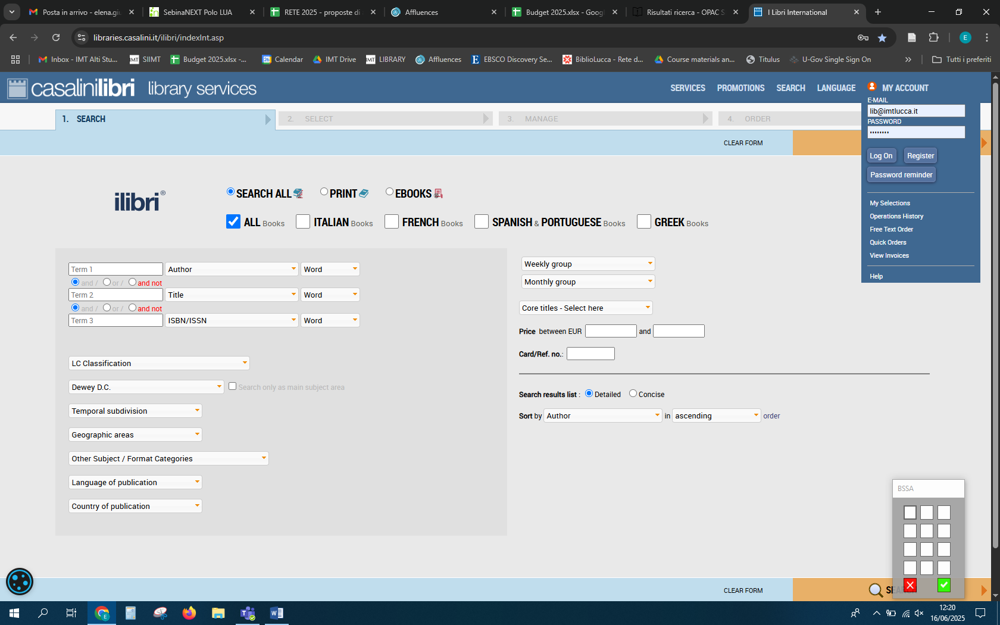 Posta in arrivo - elena.giu
SebinaNEXT Polo LUA
RETE 2025 - proposte di
Affluences
Budget 2025.xlsx - Goog
Risultati ricerca - OPAC S
I Libri International
libraries.casalini.it/ilibri/indexInt.asp
E
Inbox - IMT Alti Stu...
SIIMT
Budget 2025.xlsx -...
Calendar
IMT Drive
LIBRARY
Affluences
EBSCO Discovery Se...
BiblioLucca - Rete d...
Course materials an...
Titulus
U-Gov Single Sign On
»
Tutti i preferiti
casalinilibri library services
SERVICES
PROMOTIONS
SEARCH
LANGUAGE
MY ACCOUNT
E-MAIL
lib@imtlucca.it
PASSWORD
••••••••
Log On
Register
Password reminder
My Selections
Operations History
Free Text Order
Quick Orders
View Invoices
Help
1. SEARCH
2. SELECT
3. MANAGE
4. ORDER
CLEAR FORM
ilibri®
SEARCH ALL
PRINT
EBOOKS
ALL Books
ITALIAN Books
FRENCH Books
SPANISH & PORTUGUESE Books
GREEK Books
Term 1
Author
Word
and / or / and not
Term 2
Title
Word
and / or / and not
Term 3
ISBN/ISSN
Word
LC Classification
Dewey D.C.
Search only as main subject area
Temporal subdivision
Geographic areas
Other Subject / Format Categories
Language of publication
Country of publication
Weekly group
Monthly group
Core titles - Select here
Price between EUR and
Card/Ref. no.:
Search results list : Detailed Concise
Sort by Author in ascending order
BSSA
CLEAR FORM
12:20
16/06/2025